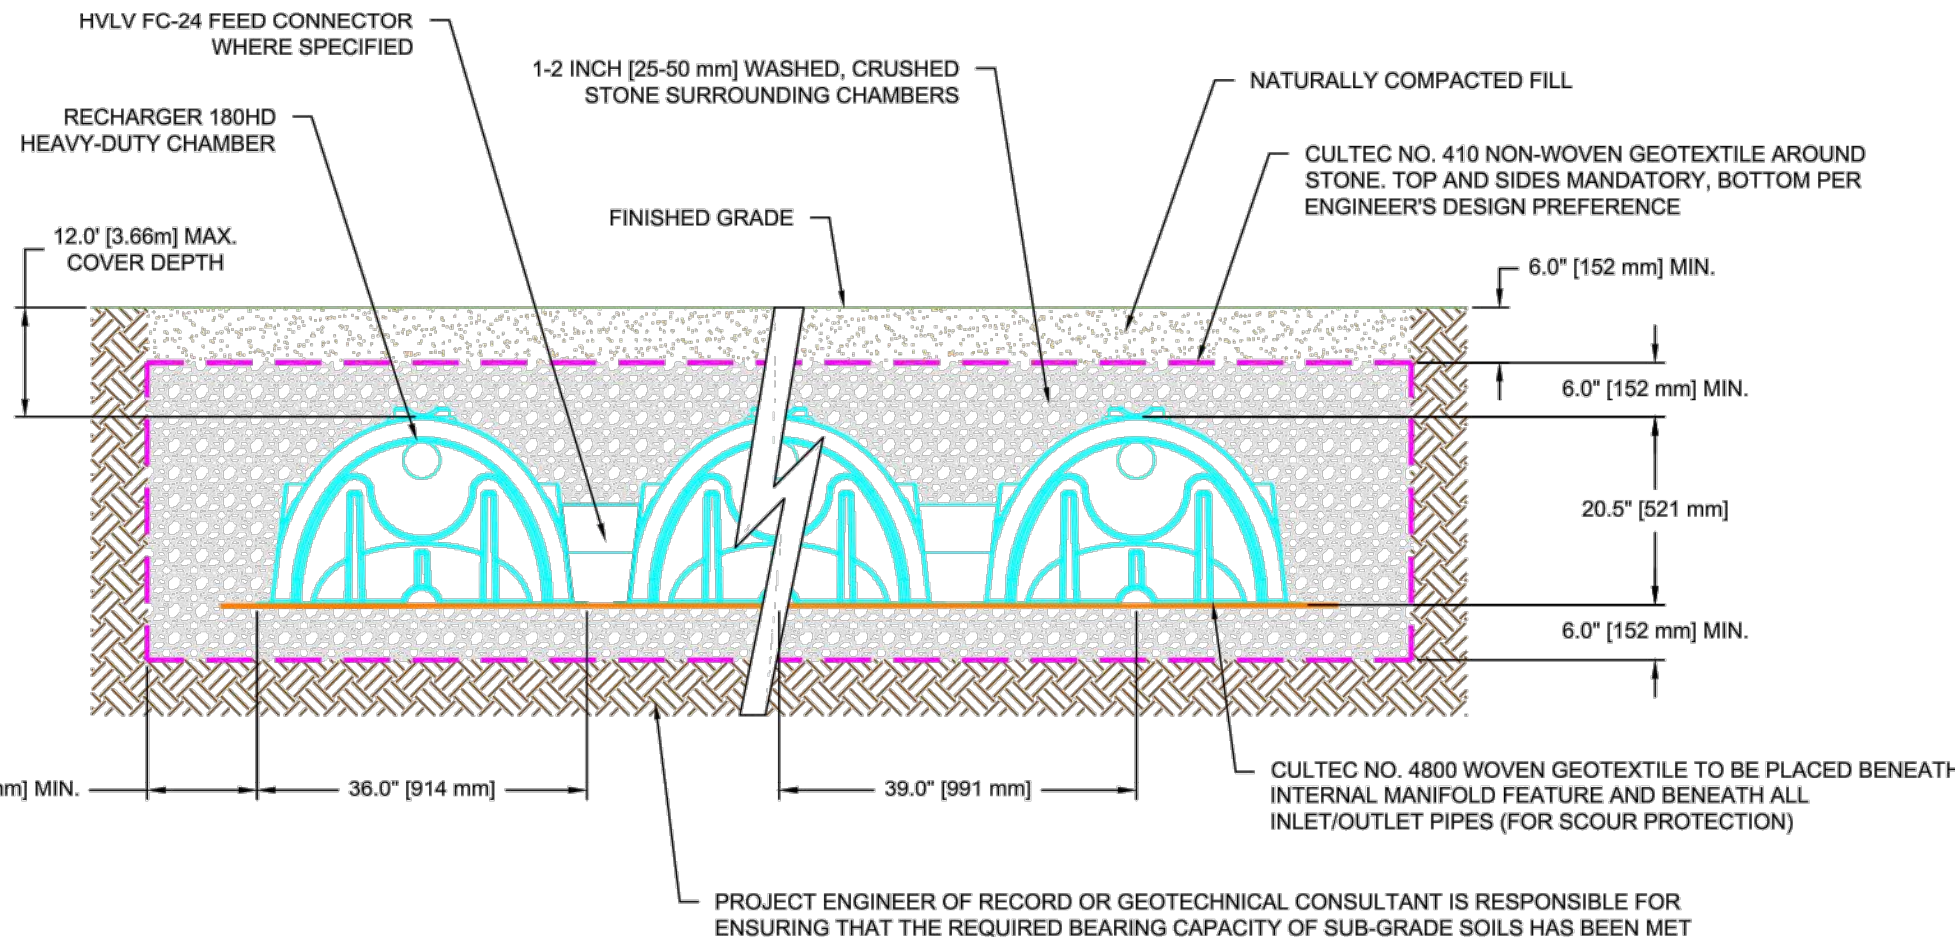 HVLV FC-24 FEED CONNECTOR
WHERE SPECIFIED
1-2 INCH [25-50 mm] WASHED, CRUSHED
STONE SURROUNDING CHAMBERS
NATURALLY COMPACTED FILL
RECHARGER 180HD
HEAVY-DUTY CHAMBER
CULTEC NO. 410 NON-WOVEN GEOTEXTILE AROUND
STONE. TOP AND SIDES MANDATORY, BOTTOM PER
ENGINEER'S DESIGN PREFERENCE
FINISHED GRADE
12.0' [3.66m] MAX.
COVER DEPTH
6.0" [152 mm] MIN.
6.0" [152 mm] MIN.
20.5" [521 mm]
6.0" [152 mm] MIN.
mm] MIN.
36.0" [914 mm]
39.0" [991 mm]
CULTEC NO. 4800 WOVEN GEOTEXTILE TO BE PLACED BENEATH
INTERNAL MANIFOLD FEATURE AND BENEATH ALL
INLET/OUTLET PIPES (FOR SCOUR PROTECTION)
PROJECT ENGINEER OF RECORD OR GEOTECHNICAL CONSULTANT IS RESPONSIBLE FOR
ENSURING THAT THE REQUIRED BEARING CAPACITY OF SUB-GRADE SOILS HAS BEEN MET